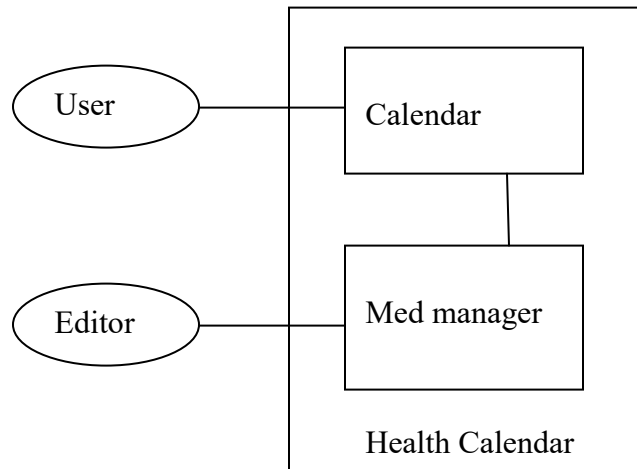 User
Calendar
Editor
Med manager
Health Calendar